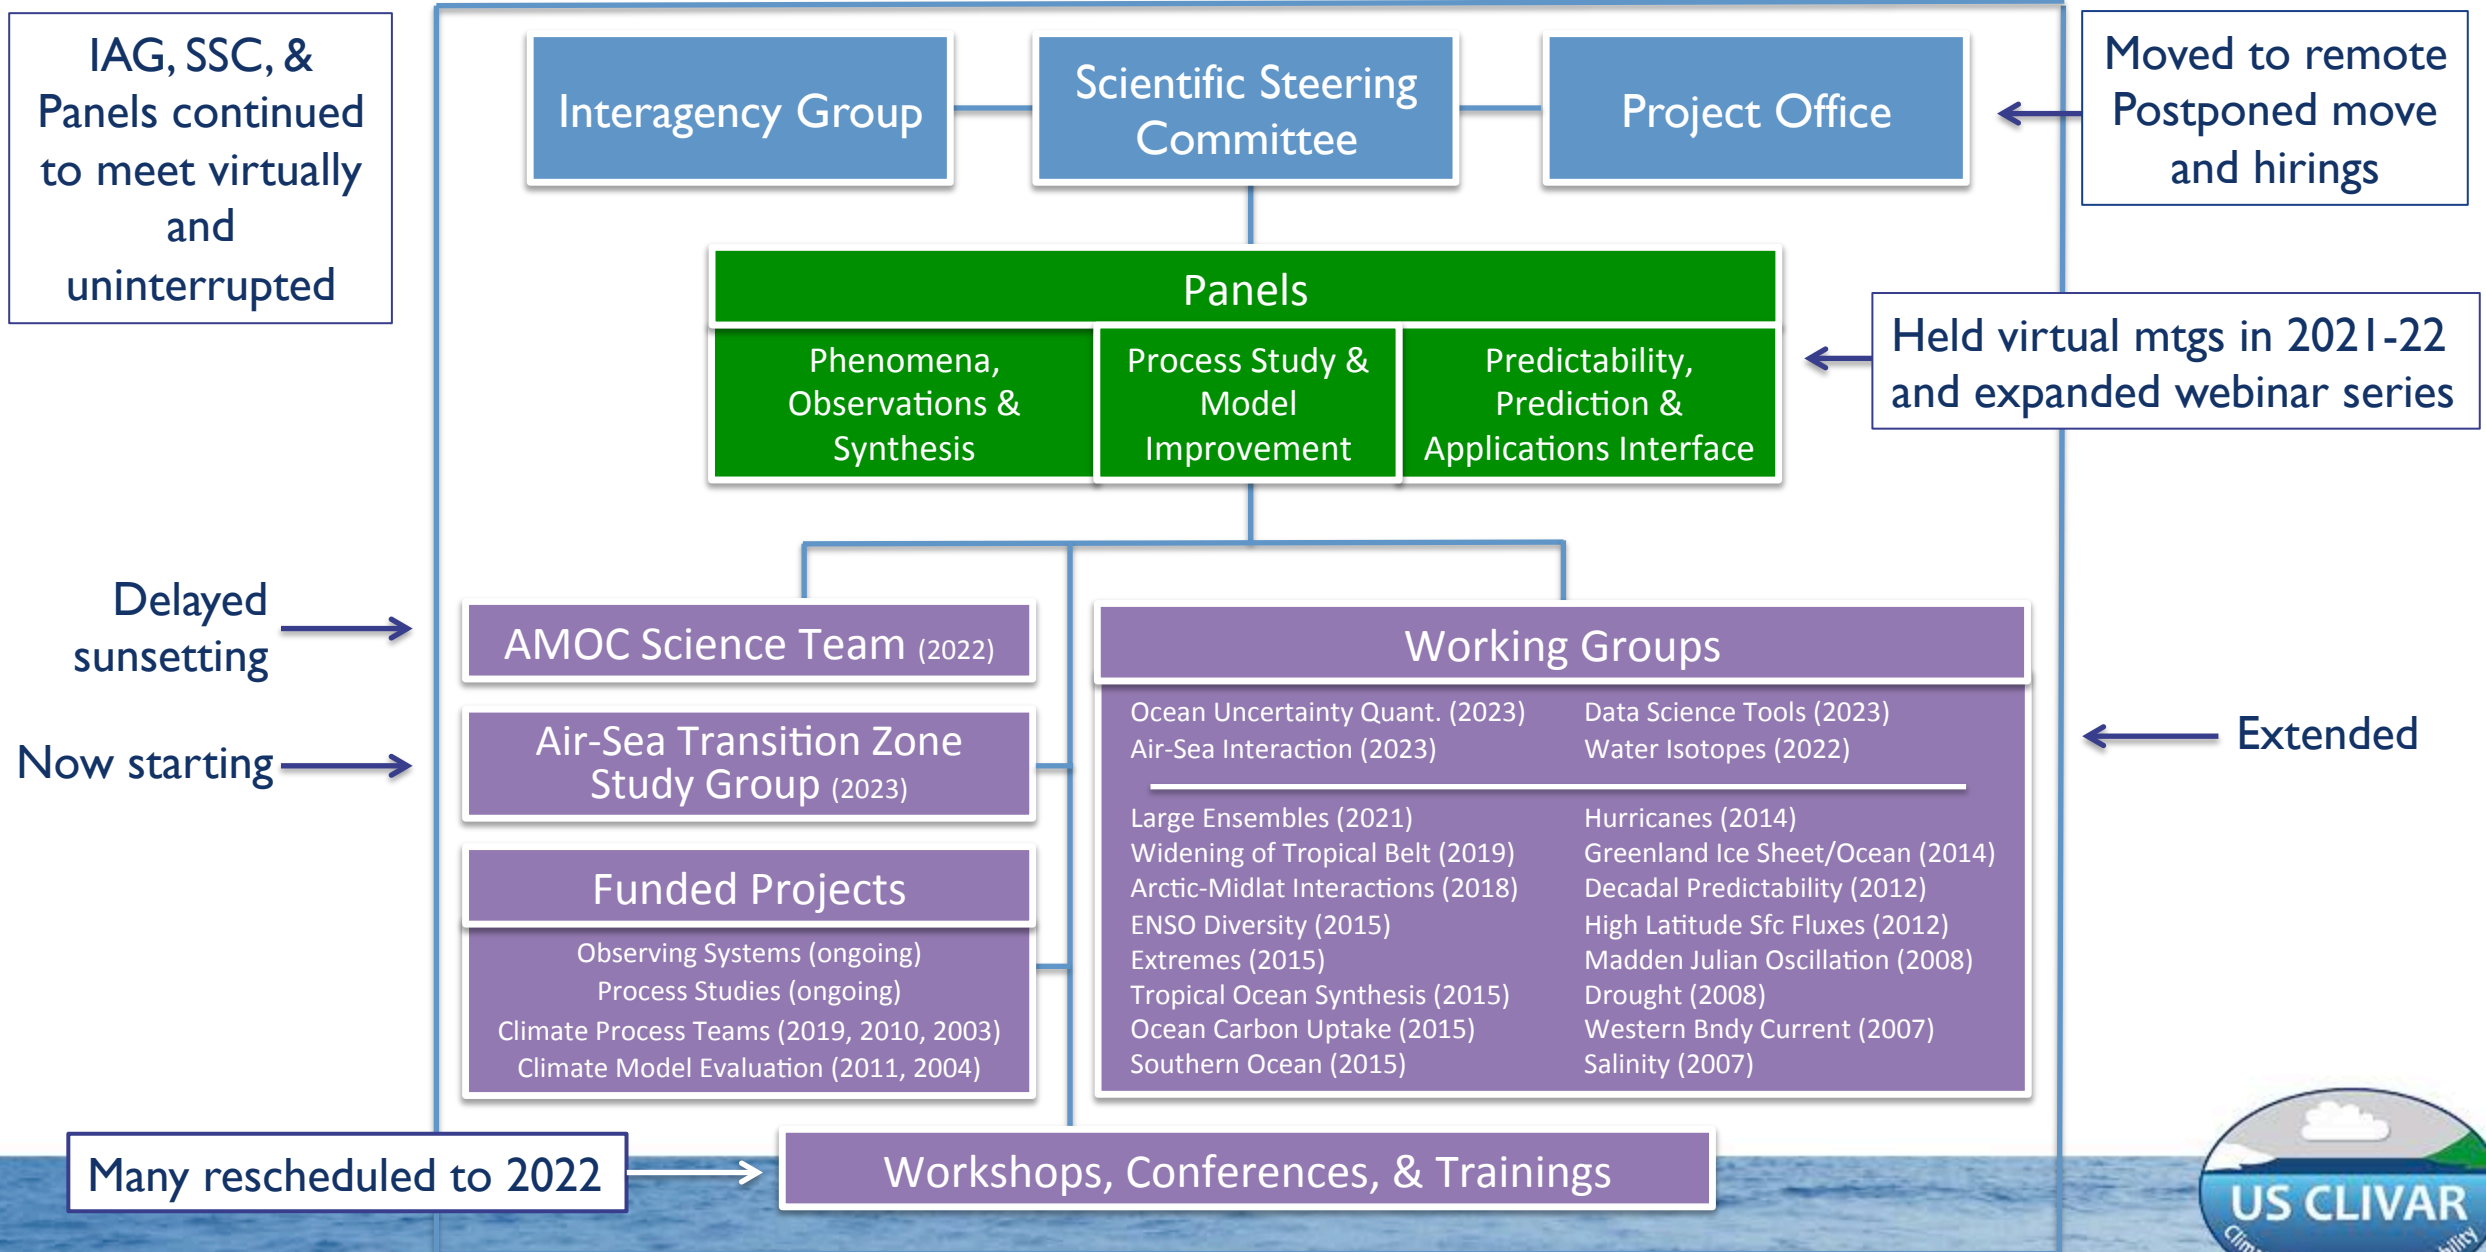 IAG, SSC, &
Panels continued
to meet virtually
and
uninterrupted
Interagency Group
Scientific Steering
Committee
Project Office
Moved to remote
Postponed move
and hirings
Panels
Phenomena,
Observations &
Synthesis
Process Study &
Model
Improvement
Predictability,
Prediction &
Applications Interface
Held virtual mtgs in 2021-22
and expanded webinar series
Delayed
sunsetting
AMOC Science Team (2022)
Now starting
Air-Sea Transition Zone
Study Group (2023)
Funded Projects
Observing Systems (ongoing)
Process Studies (ongoing)
Climate Process Teams (2019, 2010, 2003)
Climate Model Evaluation (2011, 2004)
Working Groups
Ocean Uncertainty Quant. (2023)
Air-Sea Interaction (2023)
Data Science Tools (2023)
Water Isotopes (2022)
Large Ensembles (2021)
Widening of Tropical Belt (2019)
Arctic-Midlat Interactions (2018)
ENSO Diversity (2015)
Extremes (2015)
Tropical Ocean Synthesis (2015)
Ocean Carbon Uptake (2015)
Southern Ocean (2015)
Hurricanes (2014)
Greenland Ice Sheet/Ocean (2014)
Decadal Predictability (2012)
High Latitude Sfc Fluxes (2012)
Madden Julian Oscillation (2008)
Drought (2008)
Western Bndy Current (2007)
Salinity (2007)
Extended
Many rescheduled to 2022
Workshops, Conferences, & Trainings
US CLIVAR